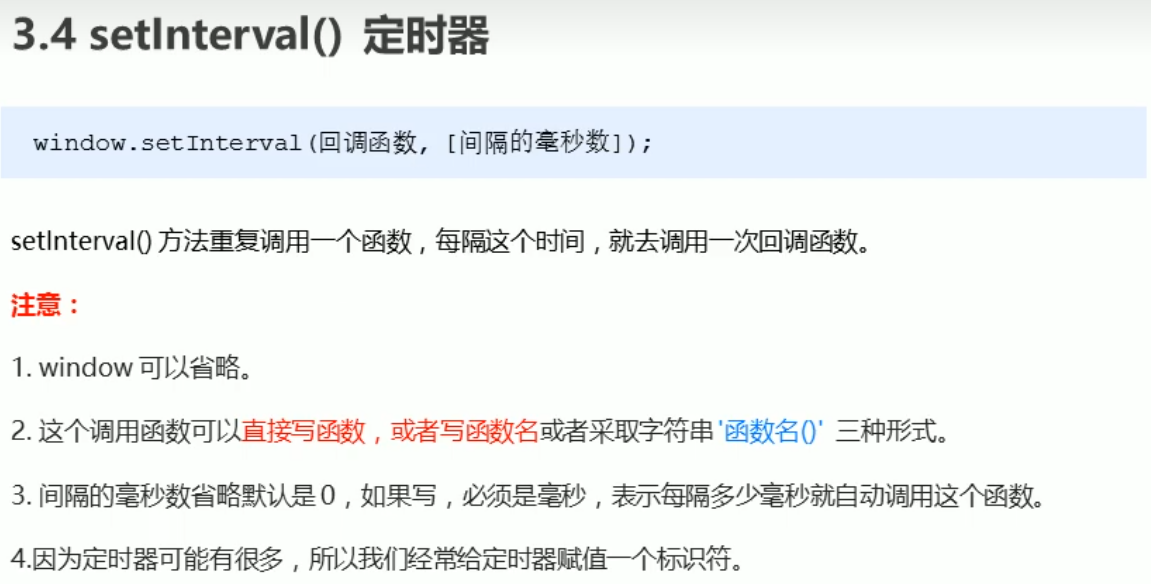 3.4 setInterval() 定时器
window.setInterval(回调函数, [间隔的毫秒数]);
setInterval() 方法重复调用一个函数，每隔这个时间，就去调用一次回调函数。
注意：
1. window 可以省略。
2. 这个调用函数可以直接写函数，或者写函数名或者采取字符串 '函数名()' 三种形式。
3. 间隔的毫秒数省略默认是 0，如果写，必须是毫秒，表示每隔多少毫秒就自动调用这个函数。
4.因为定时器可能有很多，所以我们经常给定时器赋值一个标识符。